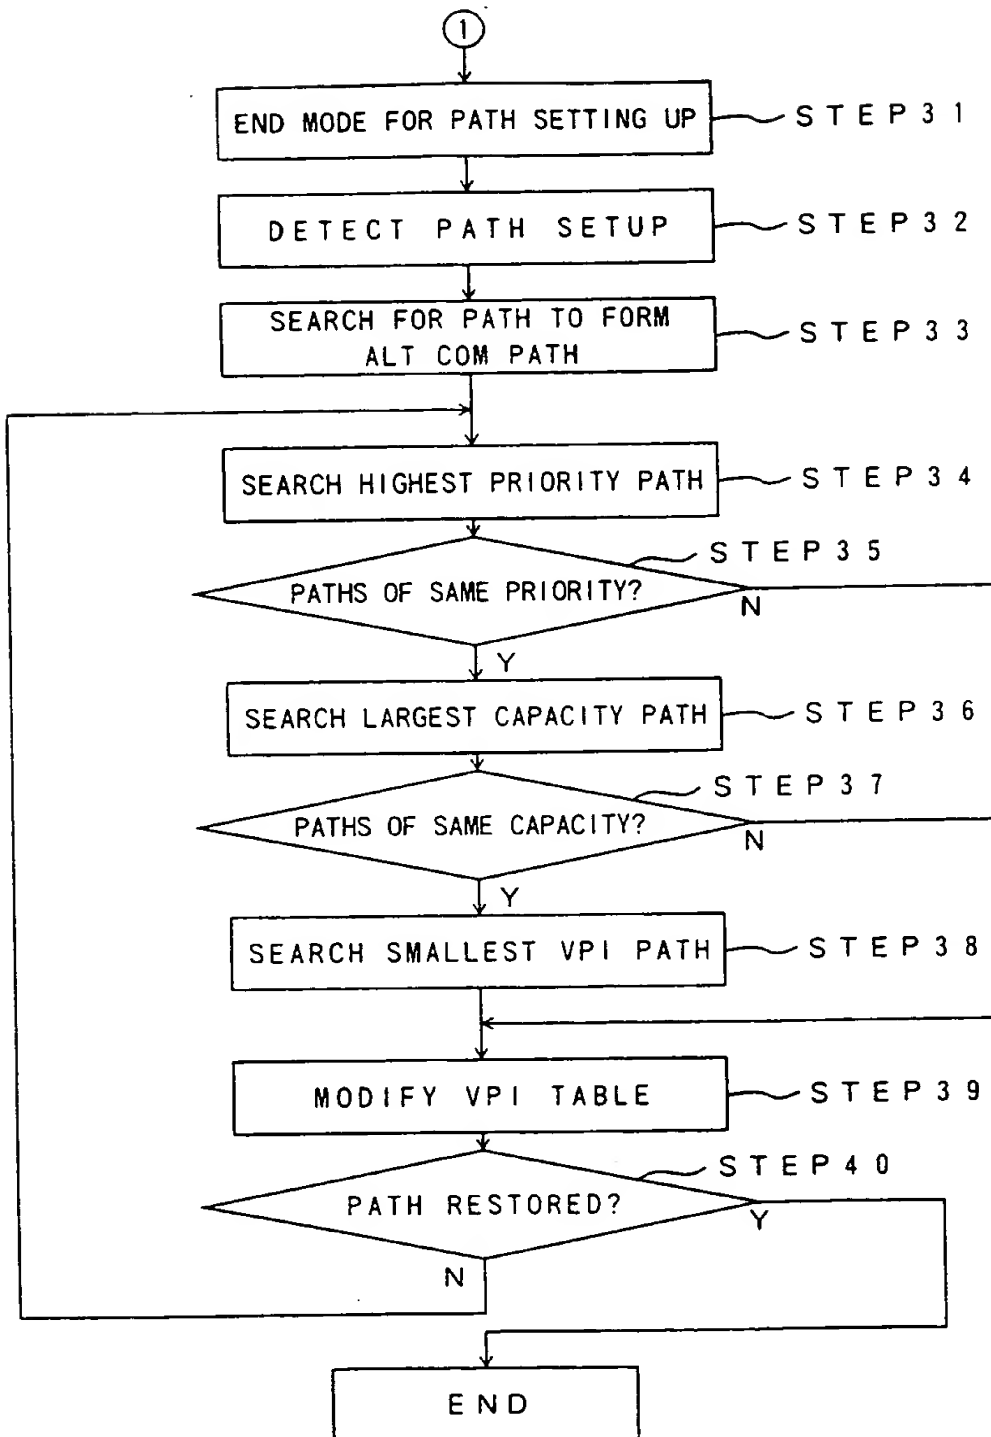 1
END MODE FOR PATH SETTING UP
STEP31
DETECT PATH SETUP
STEP32
SEARCH FOR PATH TO FORM
ALT COM PATH
STEP33
SEARCH HIGHEST PRIORITY PATH
STEP34
STEP35
PATHS OF SAME PRIORITY?
N
Y
SEARCH LARGEST CAPACITY PATH
STEP36
STEP37
PATHS OF SAME CAPACITY?
N
Y
SEARCH SMALLEST VPI PATH
STEP38
MODIFY VPI TABLE
STEP39
STEP40
PATH RESTORED?
Y
N
END